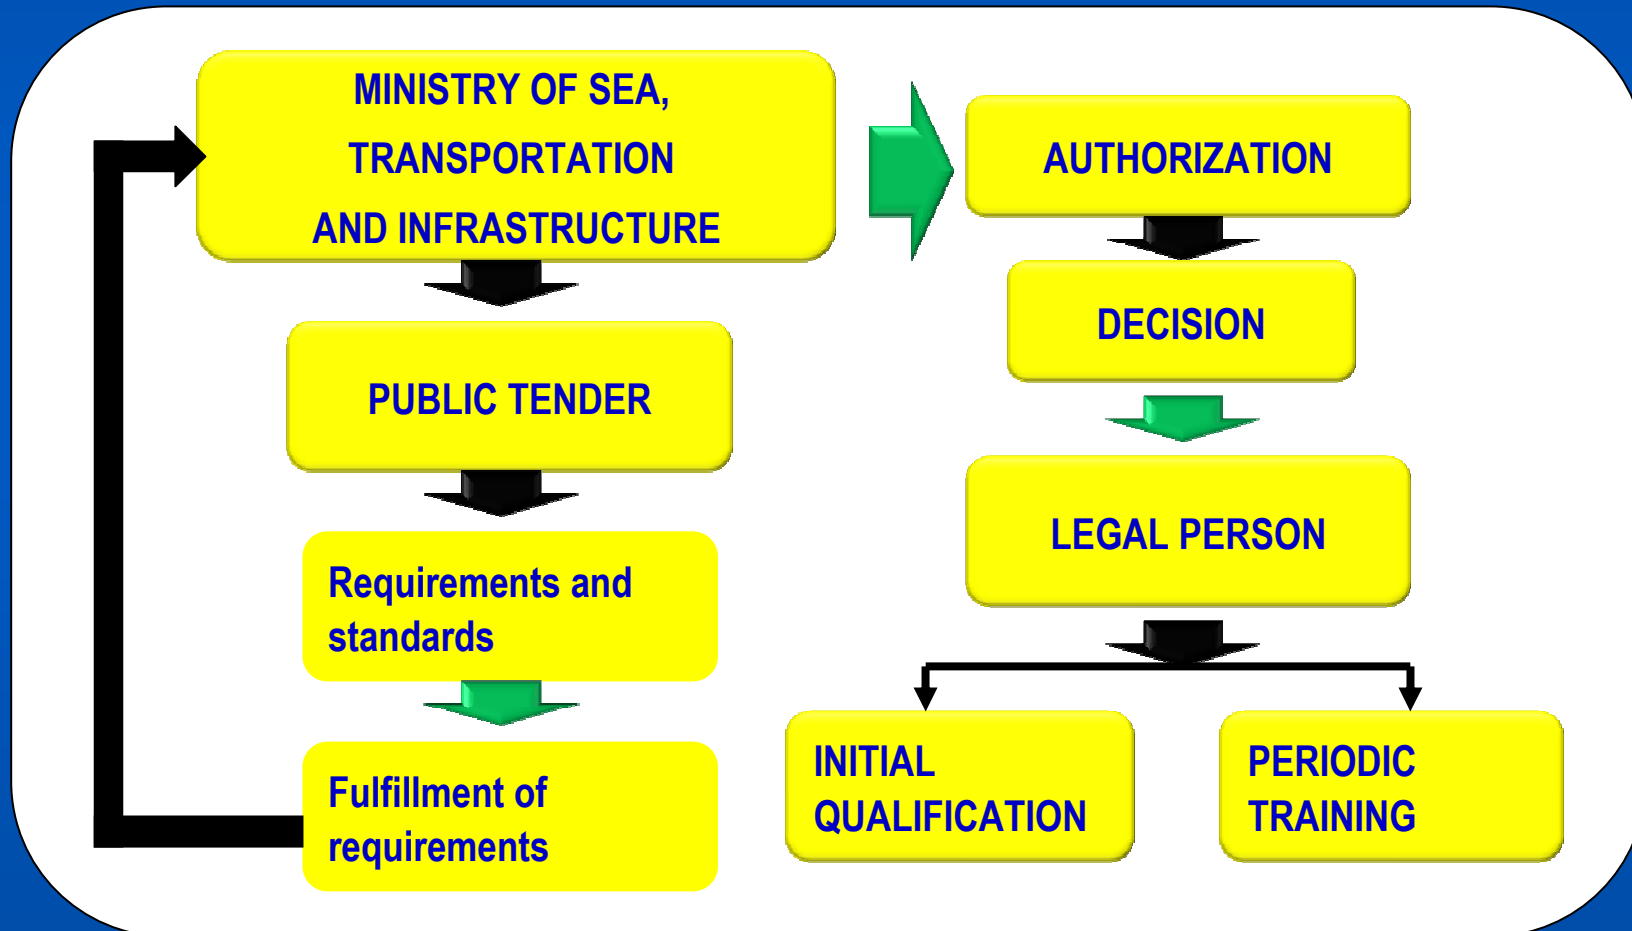 MINISTRY OF SEA,
TRANSPORTATION
AND INFRASTRUCTURE
PUBLIC TENDER
Requirements and
standards
Fulfillment of
requirements
AUTHORIZATION
DECISION
LEGAL PERSON
INITIAL
QUALIFICATION
PERIODIC
TRAINING